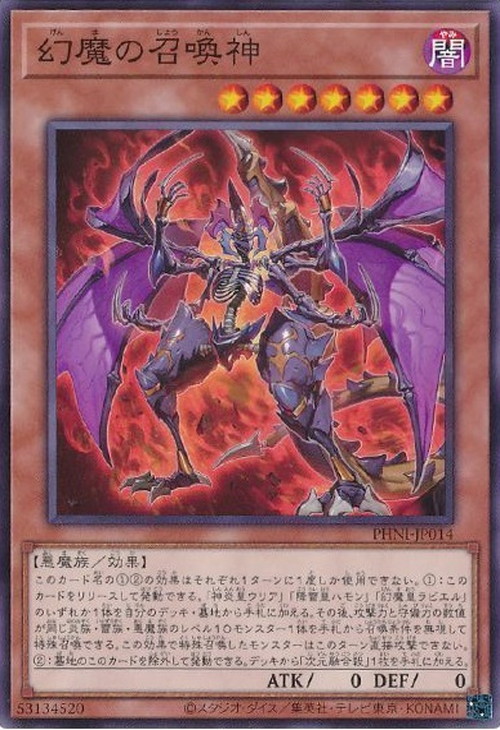 幻魔の召喚神
闇
PHNI-JP014
【悪魔族/効果】
このカード名の①②の効果はそれぞれ1ターンに1度しか使用できない。①:この
カードをリリースして発動できる。「神炎皇ウリア」「降雷皇ハモン」「幻魔皇ラビエル」
のいずれか1体を自分のデッキ・墓地から手札に加える。その後、攻撃力と守備力の数値
が同じ炎族・雷族・悪魔族のレベル10モンスター1体を手札から召喚条件を無視して
特殊召喚できる。この効果で特殊召喚したモンスターはこのターン直接攻撃できない。
②:墓地のこのカードを除外して発動できる。デッキから「次元融合殺」1枚を手札に加える。
ATK/ 0 DEF/ 0
53134520 ©スタジオ・ダイス/集英社・テレビ東京・KONAMI